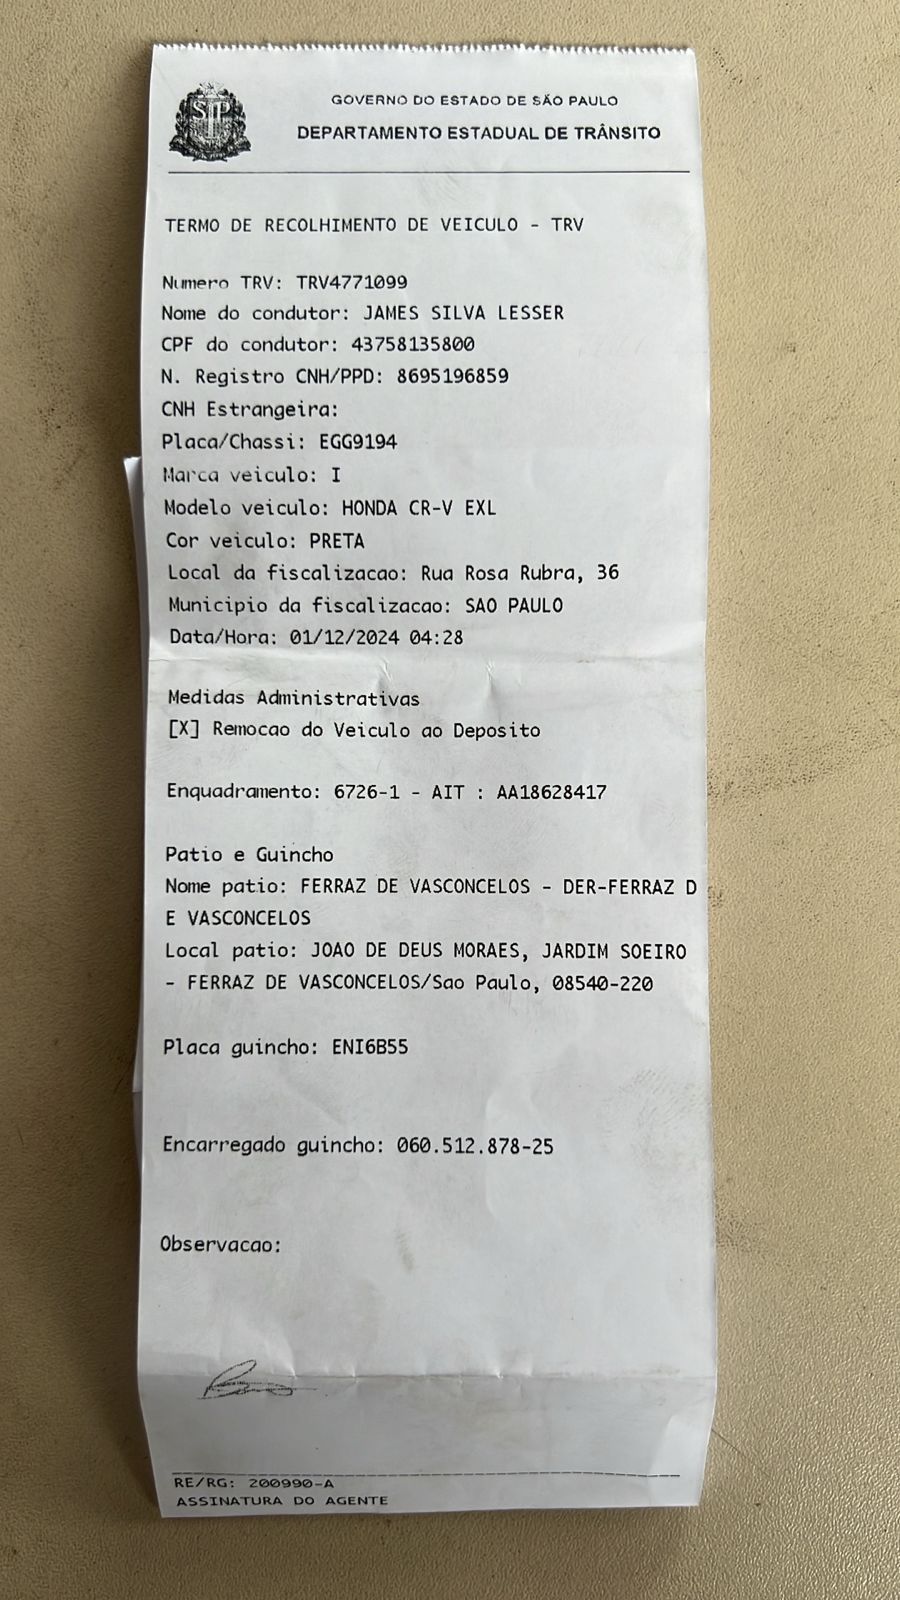 GOVERNO DO ESTADO DE SÃO PAULO
DEPARTAMENTO ESTADUAL DE TRÂNSITO
TERMO DE RECOLHIMENTO DE VEICULO - TRV
Numero TRV: TRV4771099
Nome do condutor: JAMES SILVA LESSER
CPF do condutor: 43758135800
N. Registro CNH/PPD: 8695196859
CNH Estrangeira:
Placa/Chassi: EGG9194
Marca veiculo: I
Modelo veiculo: HONDA CR-V EXL
Cor veiculo: PRETA
Local da fiscalizacao: Rua Rosa Rubra, 36
Municipio da fiscalizacao: SAO PAULO
Data/Hora: 01/12/2024 04:28
Medidas Administrativas
[X] Remocao do Veiculo ao Deposito
Enquadramento: 6726-1 - AIT : AA18628417
Patio e Guincho
Nome patio: FERRAZ DE VASCONCELOS - DER-FERRAZ D
E VASCONCELOS
Local patio: JOAO DE DEUS MORAES, JARDIM SOEIRO
- FERRAZ DE VASCONCELOS/Sao Paulo, 08540-220
Placa guincho: ENI6B55
Encarregado guincho: 060.512.878-25
Observacao:
RE/RG: 200990-A
ASSINATURA DO AGENTE